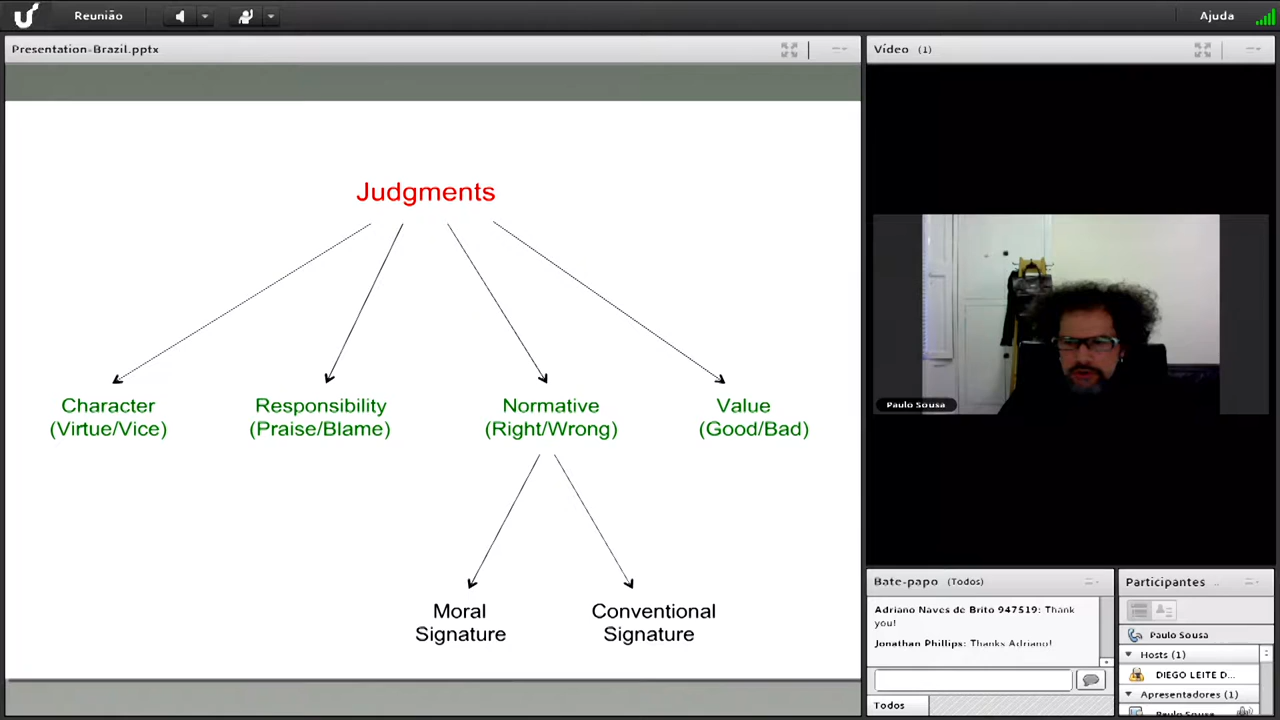 Reunião
Ajuda
Presentation-Brazil.pptx
Judgments
Character
(Virtue/Vice)
Responsibility
(Praise/Blame)
Normative
(Right/Wrong)
Value
(Good/Bad)
Moral
Signature
Conventional
Signature
Vídeo (1)
Paulo Sousa
Bate-papo (Todos)
Adriano Naves de Brito 947519: Thank
you!
Jonathan Phillips: Thanks Adriano!
Todos
Participantes ..
Paulo Sousa
Hosts (1)
DIEGO LEITE D...
Apresentadores (1)
Paulo Sousa